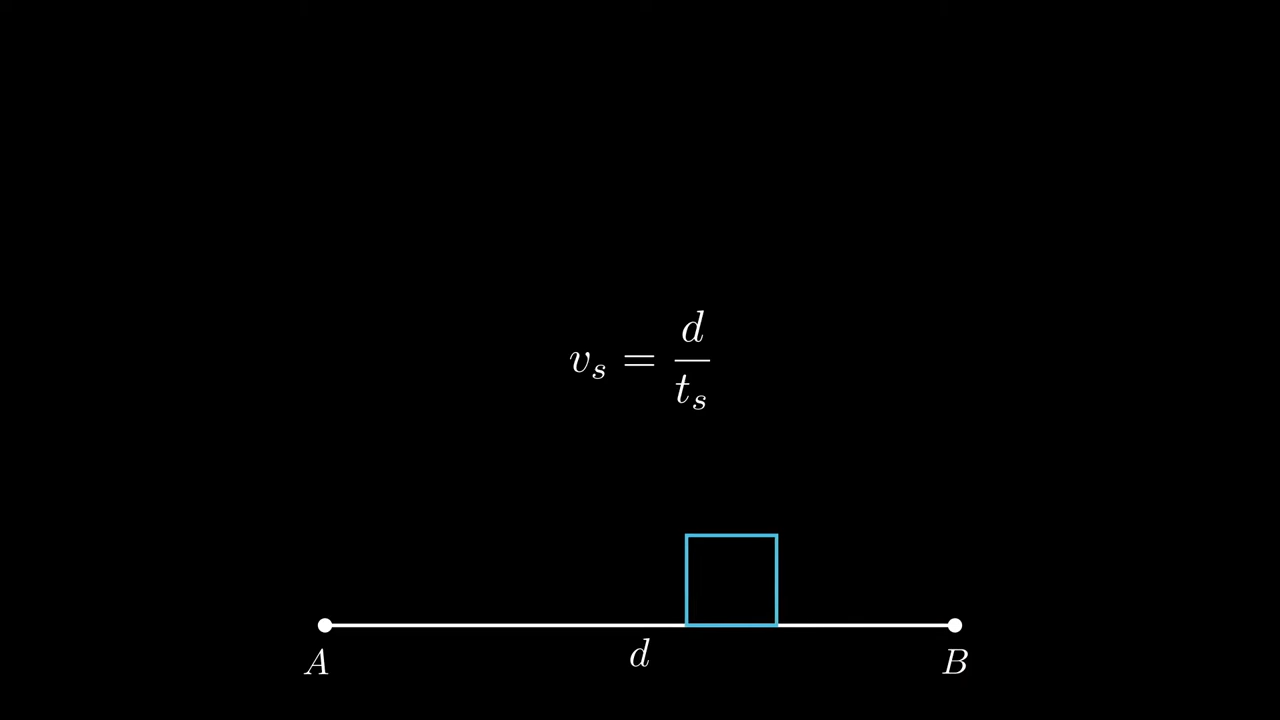 v_s = d/t_s
d
A B